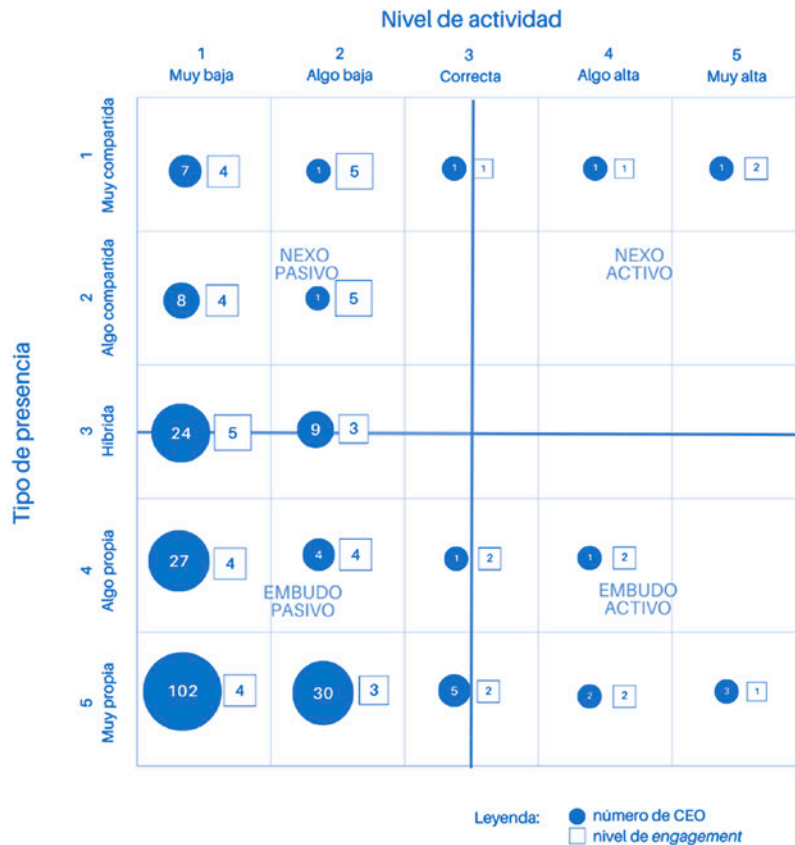 Nivel de actividad
1 2 3 4 5
Muy baja Algo baja Correcta Algo alta Muy alta
Tipo de presencia
1
Muy compartida
7 4 1 5 1 1 1 1 1 2
NEXO
PASIVO
NEXO
ACTIVO
2
Algo compartida
8 4 1 5
3
Híbrida
24 5 9 3
4
Algo propia
27 4 4 4 1 2 1 2
EMBUDO
PASIVO
EMBUDO
ACTIVO
5
Muy propia
102 4 30 3 5 2 2 2 3 1
Leyenda: número de CEO
nivel de engagement